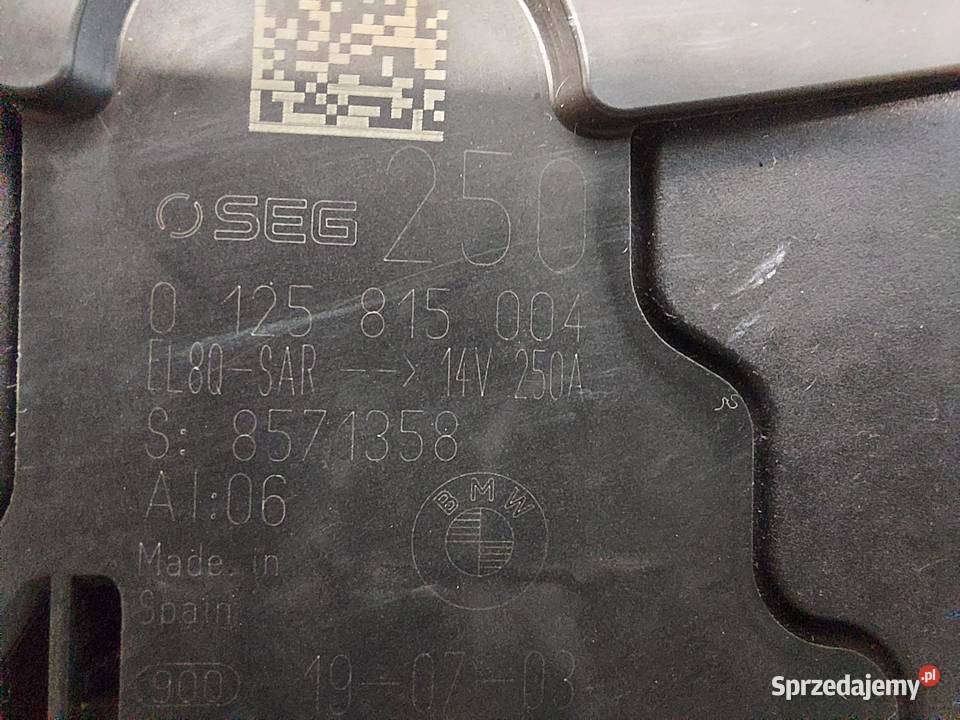 SEG 250
0 125 815 004
EL8Q-SAR --> 14V 250A
S: 8571358
AI:06
BMW
Made in
Spain
900 19-07-03
Sprzedajemy.pl